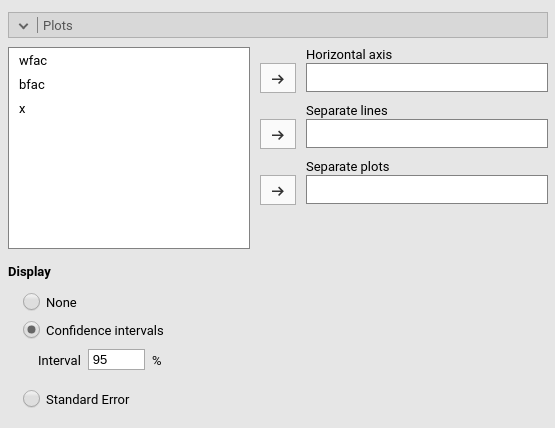 Plots
wfac
bfac
x
Horizontal axis
Separate lines
Separate plots
Display
None
Confidence intervals
Interval 95 %
Standard Error